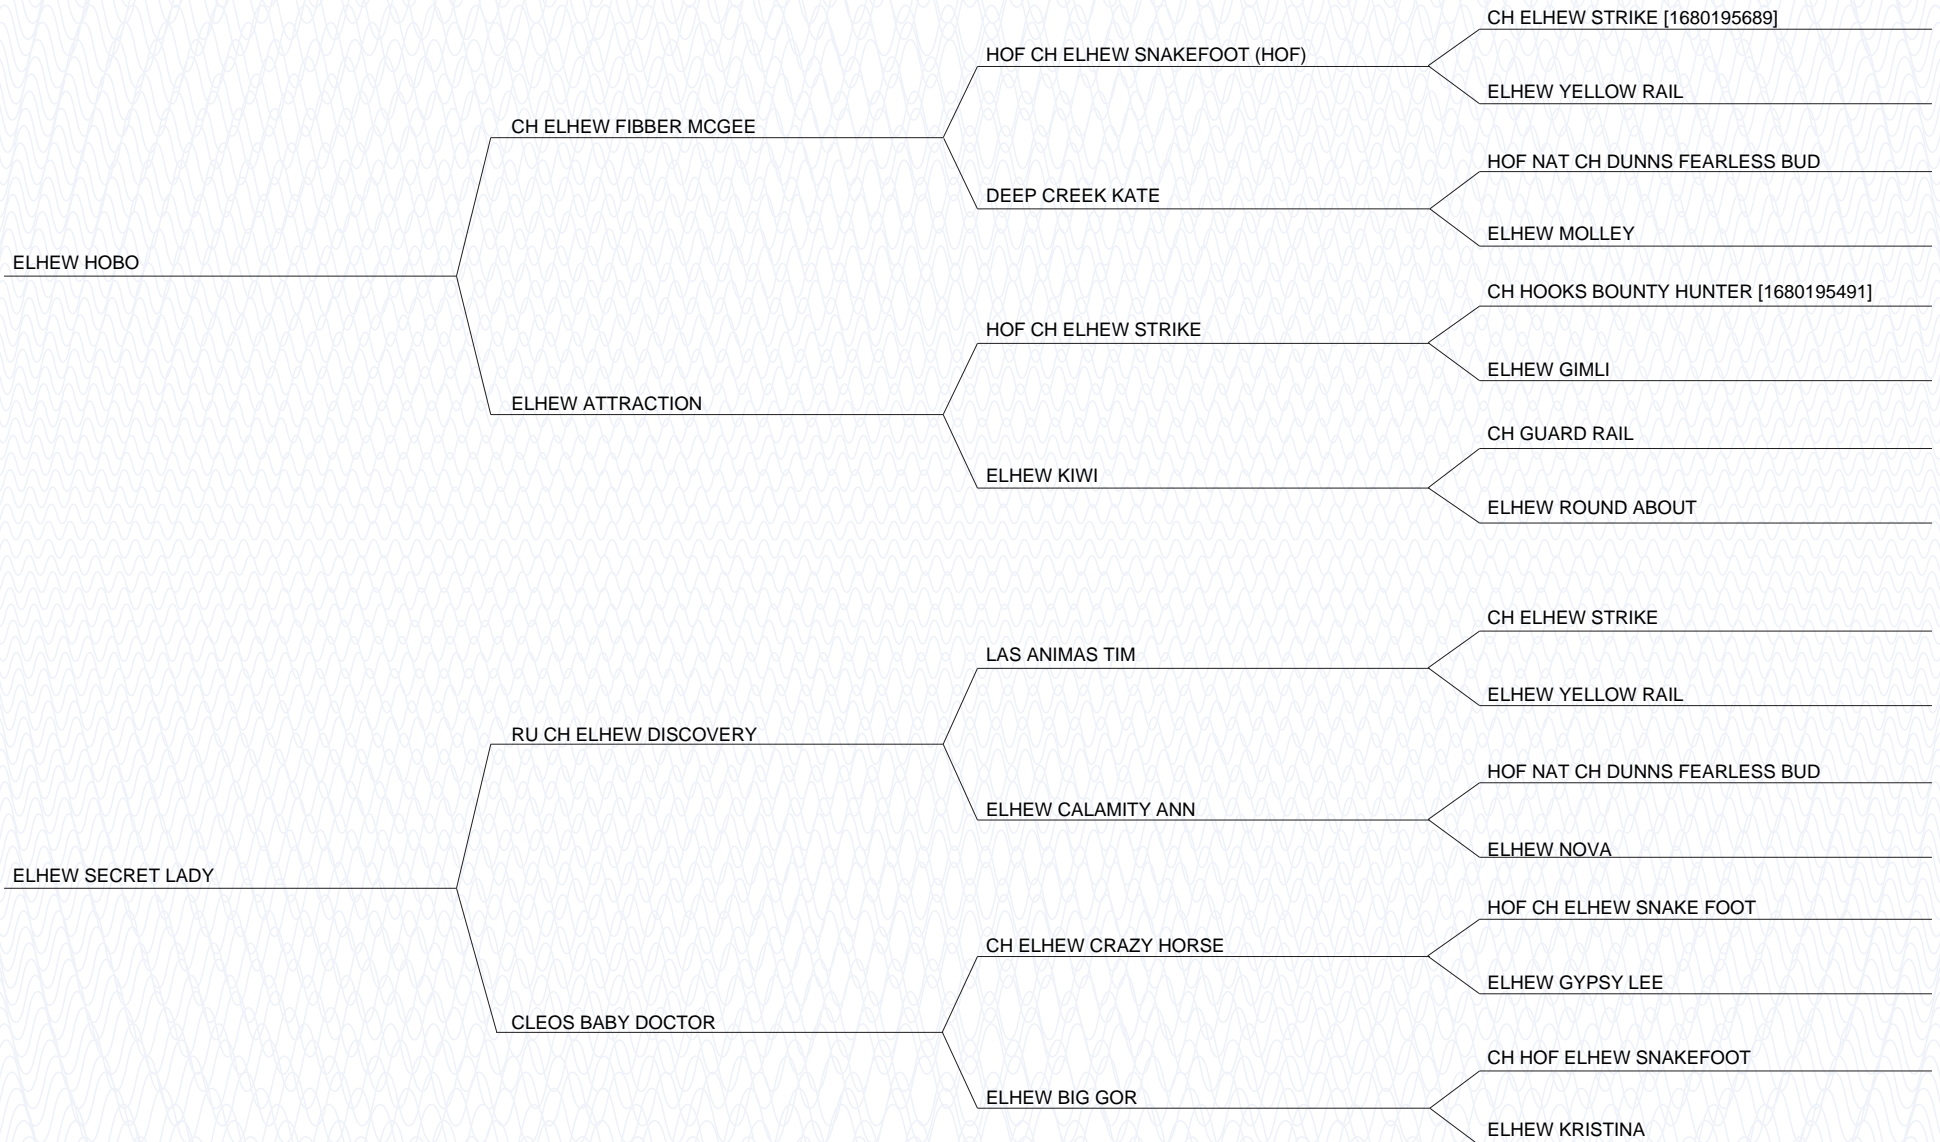 CH ELHEW STRIKE [1680195689]
HOF CH ELHEW SNAKEFOOT (HOF)
ELHEW YELLOW RAIL
CH ELHEW FIBBER MCGEE
HOF NAT CH DUNNS FEARLESS BUD
DEEP CREEK KATE
ELHEW MOLLEY
ELHEW HOBO
CH HOOKS BOUNTY HUNTER [1680195491]
HOF CH ELHEW STRIKE
ELHEW GIMLI
ELHEW ATTRACTION
CH GUARD RAIL
ELHEW KIWI
ELHEW ROUND ABOUT
CH ELHEW STRIKE
LAS ANIMAS TIM
ELHEW YELLOW RAIL
RU CH ELHEW DISCOVERY
HOF NAT CH DUNNS FEARLESS BUD
ELHEW CALAMITY ANN
ELHEW NOVA
ELHEW SECRET LADY
HOF CH ELHEW SNAKE FOOT
CH ELHEW CRAZY HORSE
ELHEW GYPSY LEE
CLEOS BABY DOCTOR
CH HOF ELHEW SNAKEFOOT
ELHEW BIG GOR
ELHEW KRISTINA